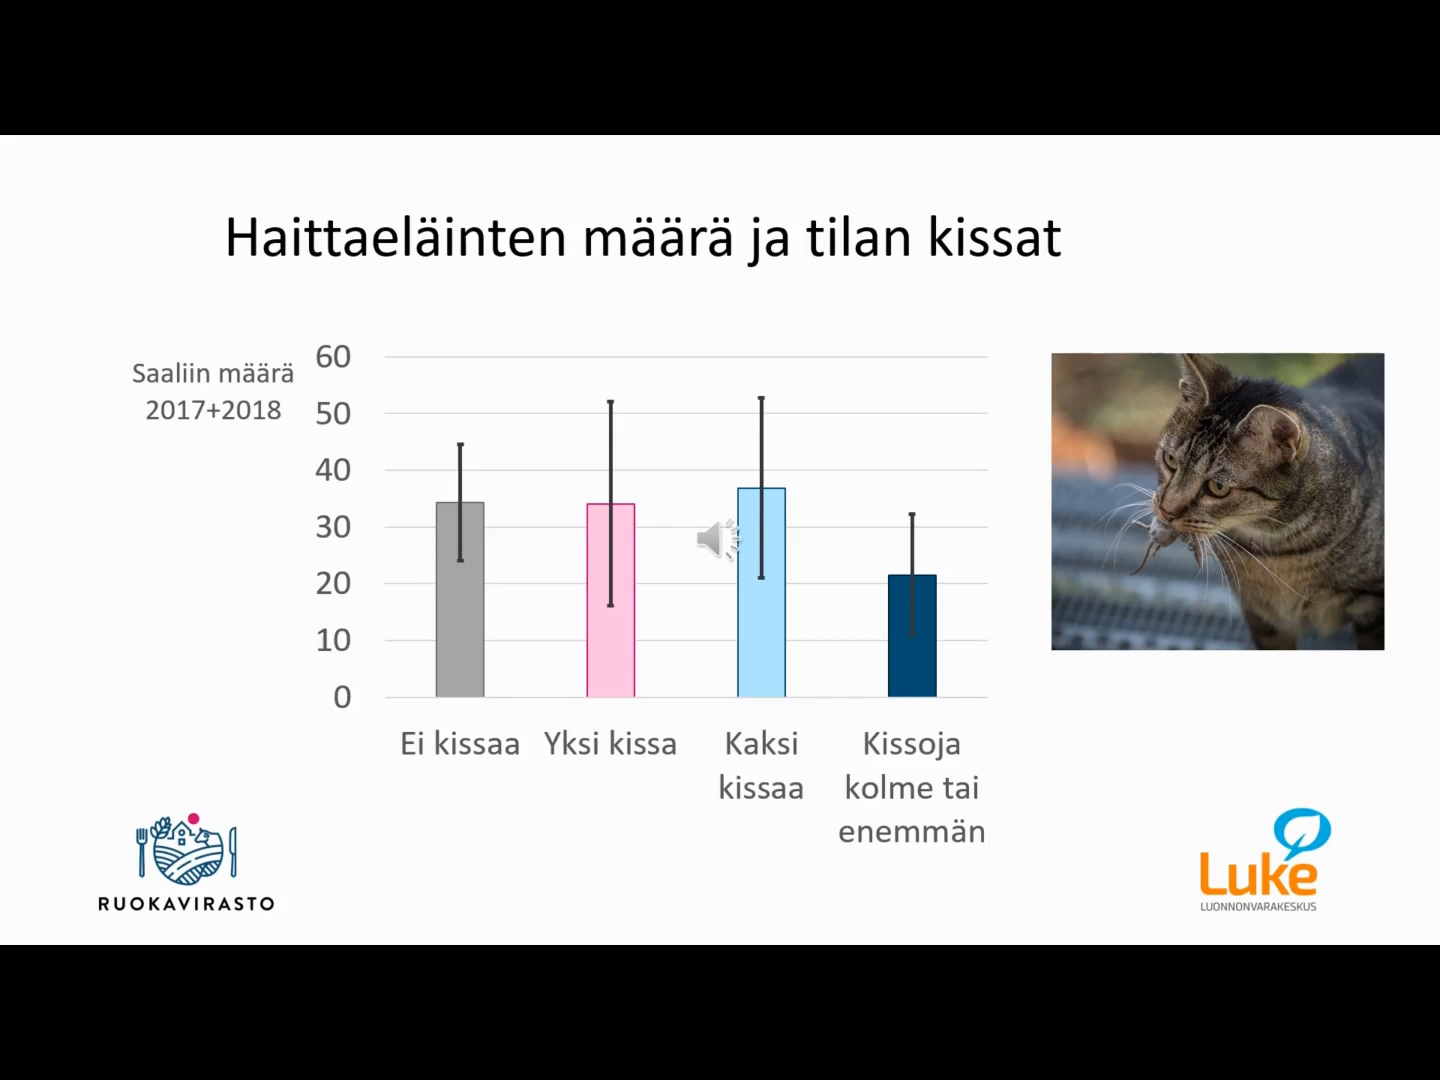 Haittaeläinten määrä ja tilan kissat
Saaliin määrä
2017+2018
60
50
40
30
20
10
0
Ei kissaa
Yksi kissa
Kaksi
kissaa
Kissoja
kolme tai
enemmän
RUOKAVIRASTO
Luke
LUONNONVARAKESKUS